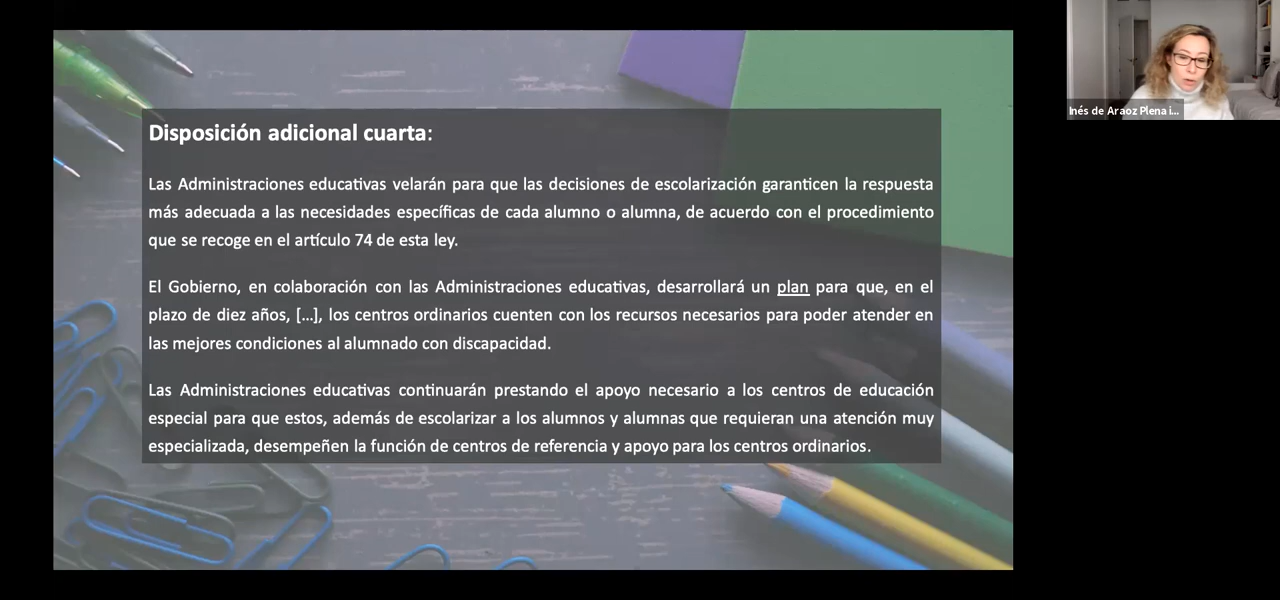 Disposición adicional cuarta:
Las Administraciones educativas velarán para que las decisiones de escolarización garanticen la respuesta
más adecuada a las necesidades específicas de cada alumno o alumna, de acuerdo con el procedimiento
que se recoge en el artículo 74 de esta ley.
El Gobierno, en colaboración con las Administraciones educativas, desarrollará un plan para que, en el
plazo de diez años, [...], los centros ordinarios cuenten con los recursos necesarios para poder atender en
las mejores condiciones al alumnado con discapacidad.
Las Administraciones educativas continuarán prestando el apoyo necesario a los centros de educación
especial para que estos, además de escolarizar a los alumnos y alumnas que requieran una atención muy
especializada, desempeñen la función de centros de referencia y apoyo para los centros ordinarios.
Inés de Araoz Plena i...